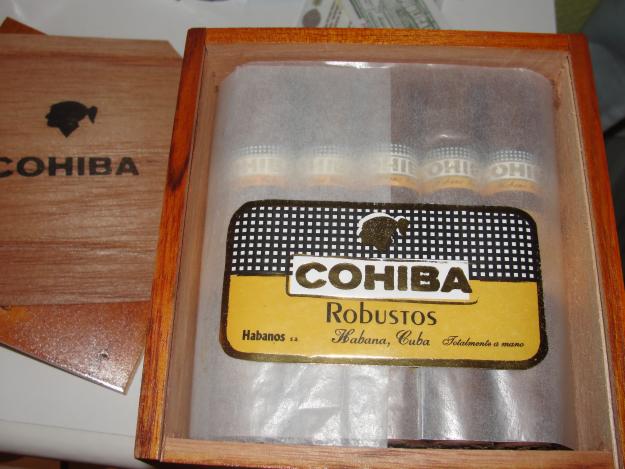 COHIBA
COHIBA
Robustos
Habanos s.a
Habana, Cuba
Totalmente a mano